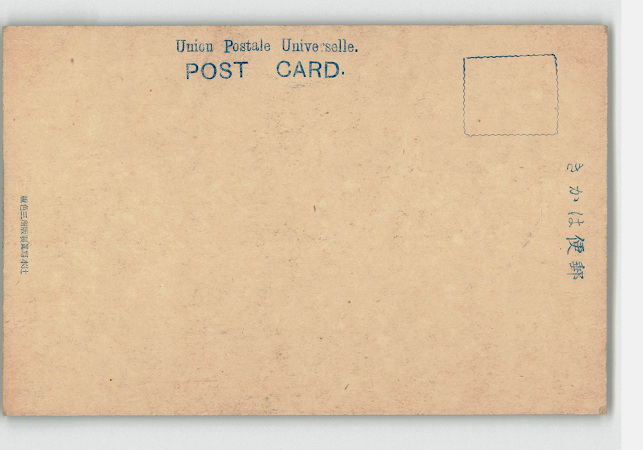 Union Postale Universelle.
POST CARD.
きかは便郵